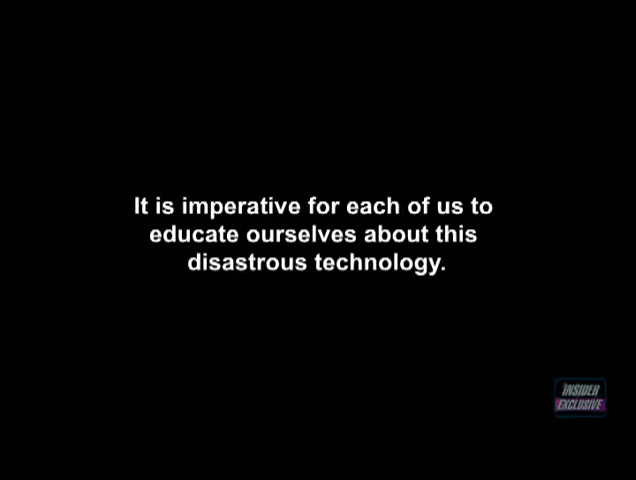 It is imperative for each of us to
educate ourselves about this
disastrous technology.
INSIDER
EXCLUSIVE